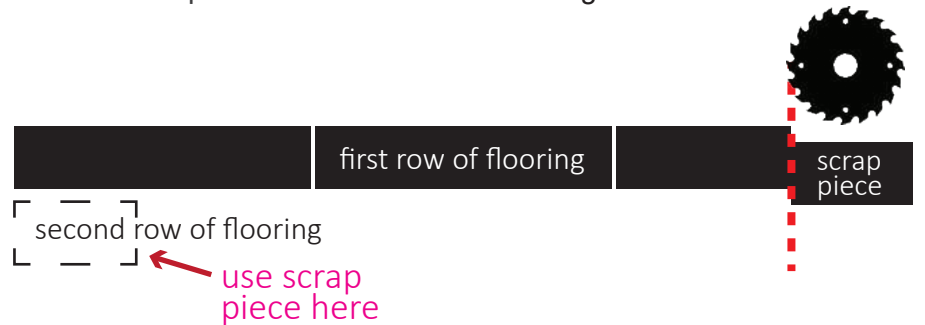 first row of flooring
scrap
piece
second row of flooring
use scrap
piece here